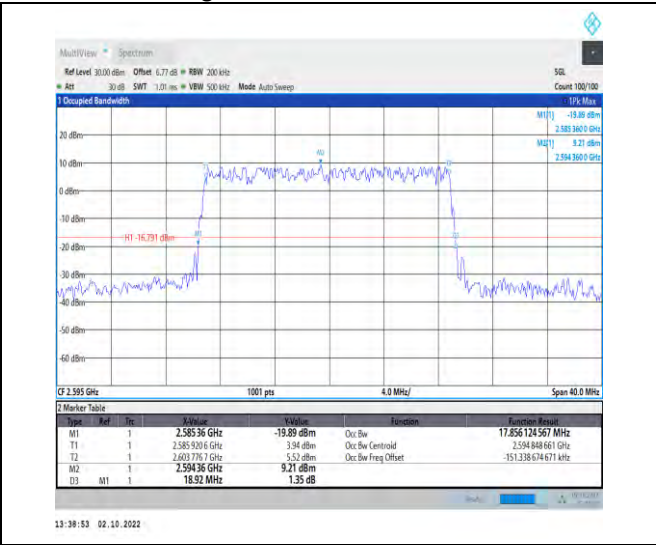 MultiView Spectrum
Ref Level 30.00 dBm Offset 6.77 dB RBW 200 kHz SGL
Att 30 dB SWT 1.01 ms VBW 500 kHz Mode Auto Sweep Count 100/100
1 Occupied Bandwidth 1Pk Max
M1[1] -19.89 dBm
2.585 360 0 GHz
20 dBm M2[1] 9.21 dBm
2.594 360 0 GHz
M2
10 dBm
0 dBm
-10 dBm
H1 -16.791 dBm M1
-20 dBm
-30 dBm
-40 dBm
-50 dBm
-60 dBm
CF 2.595 GHz 1001 pts 4.0 MHz/ Span 40.0 MHz
2 Marker Table
Type Ref Trc X-Value Y-Value Function Function Result
M1 1 2.585 36 GHz -19.89 dBm Occ Bw 17.856 124 567 MHz
T1 1 2.585 920 6 GHz 3.94 dBm Occ Bw Centroid 2.594 848 661 GHz
T2 1 2.603 776 7 GHz 5.52 dBm Occ Bw Freq Offset -151.338 674 671 kHz
M2 1 2.594 36 GHz 9.21 dBm
D3 M1 1 18.92 MHz 1.35 dB
13:38:53 02.10.2022